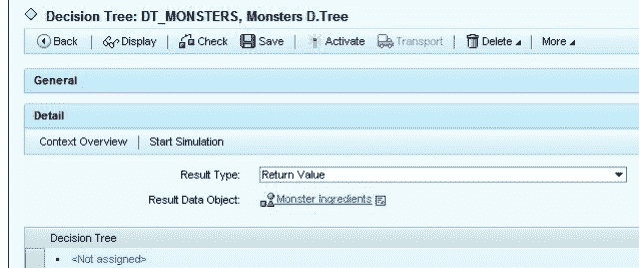 Decision Tree: DT_MONSTERS, Monsters D.Tree
Back Display Check Save Activate Transport Delete More
General
Detail
Context Overview Start Simulation
Result Type: Return Value
Result Data Object: Monster Ingredients
Decision Tree
<Not assigned>